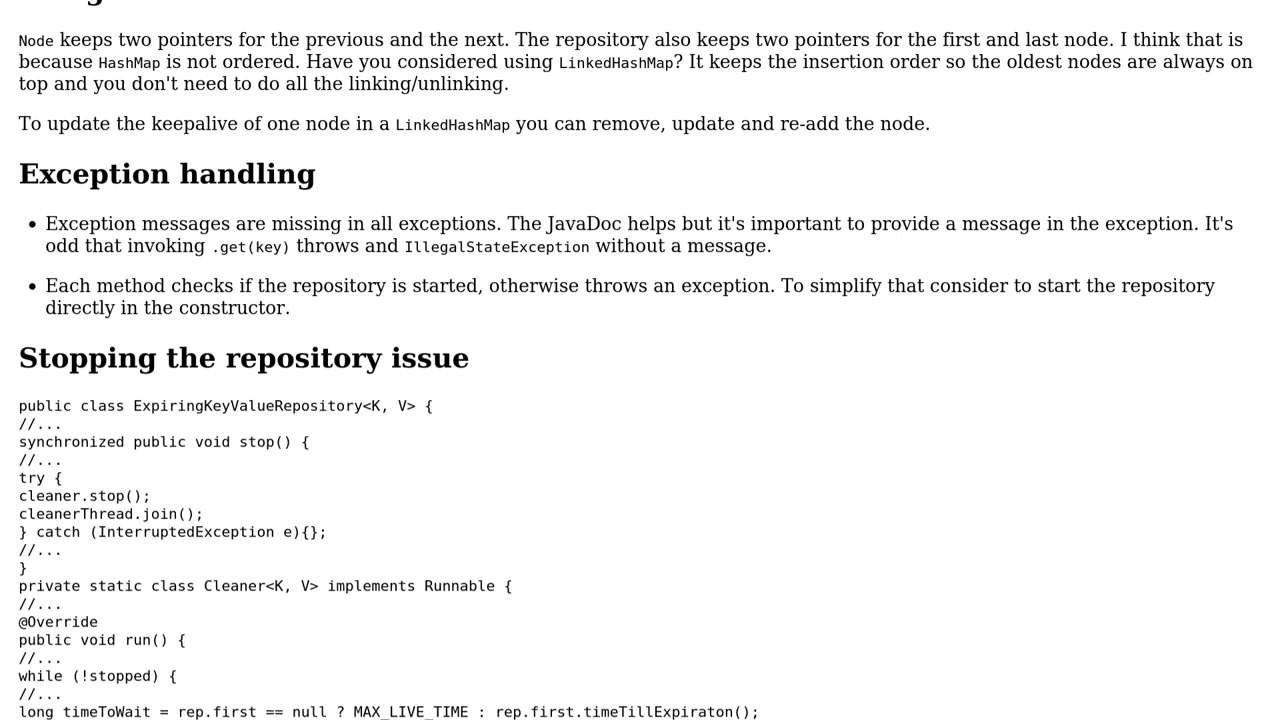 Node keeps two pointers for the previous and the next. The repository also keeps two pointers for the first and last node. I think that is
because HashMap is not ordered. Have you considered using LinkedHashMap? It keeps the insertion order so the oldest nodes are always on
top and you don't need to do all the linking/unlinking.
To update the keepalive of one node in a LinkedHashMap you can remove, update and re-add the node.
Exception handling
• Exception messages are missing in all exceptions. The JavaDoc helps but it's important to provide a message in the exception. It's
odd that invoking .get(key) throws and IllegalStateException without a message.
• Each method checks if the repository is started, otherwise throws an exception. To simplify that consider to start the repository
directly in the constructor.
Stopping the repository issue
public class ExpiringKeyValueRepository<K, V> {
//...
synchronized public void stop() {
//...
try {
cleaner.stop();
cleanerThread.join();
} catch (InterruptedException e){};
//...
}
private static class Cleaner<K, V> implements Runnable {
//...
@Override
public void run() {
//...
while (!stopped) {
//...
long timeToWait = rep.first == null ? MAX_LIVE_TIME : rep.first.timeTillExpiraton();